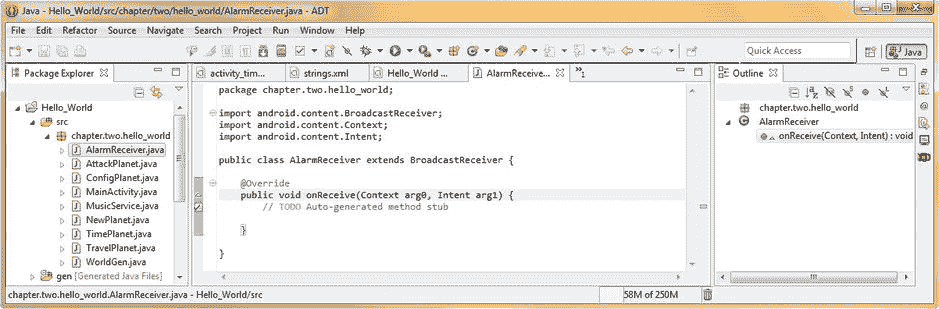 Java - Hello_World/src/chapter/two/hello_world/AlarmReceiver.java - ADT
File Edit Refactor Source Navigate Search Project Run Window Help
Quick Access
Java
Package Explorer
Hello_World
src
chapter.two.hello_world
AlarmReceiver.java
AttackPlanet.java
ConfigPlanet.java
MainActivity.java
MusicService.java
NewPlanet.java
TimePlanet.java
TravelPlanet.java
WorldGen.java
gen [Generated Java Files]
activity_tim...
strings.xml
Hello_World ...
AlarmReceive...
»1
package chapter.two.hello_world;
import android.content.BroadcastReceiver;
import android.content.Context;
import android.content.Intent;
public class AlarmReceiver extends BroadcastReceiver {
@Override
public void onReceive(Context arg0, Intent arg1) {
// TODO Auto-generated method stub
}
}
Outline
chapter.two.hello_world
AlarmReceiver
onReceive(Context, Intent) : void
chapter.two.hello_world.AlarmReceiver.java - Hello_World/src
58M of 250M